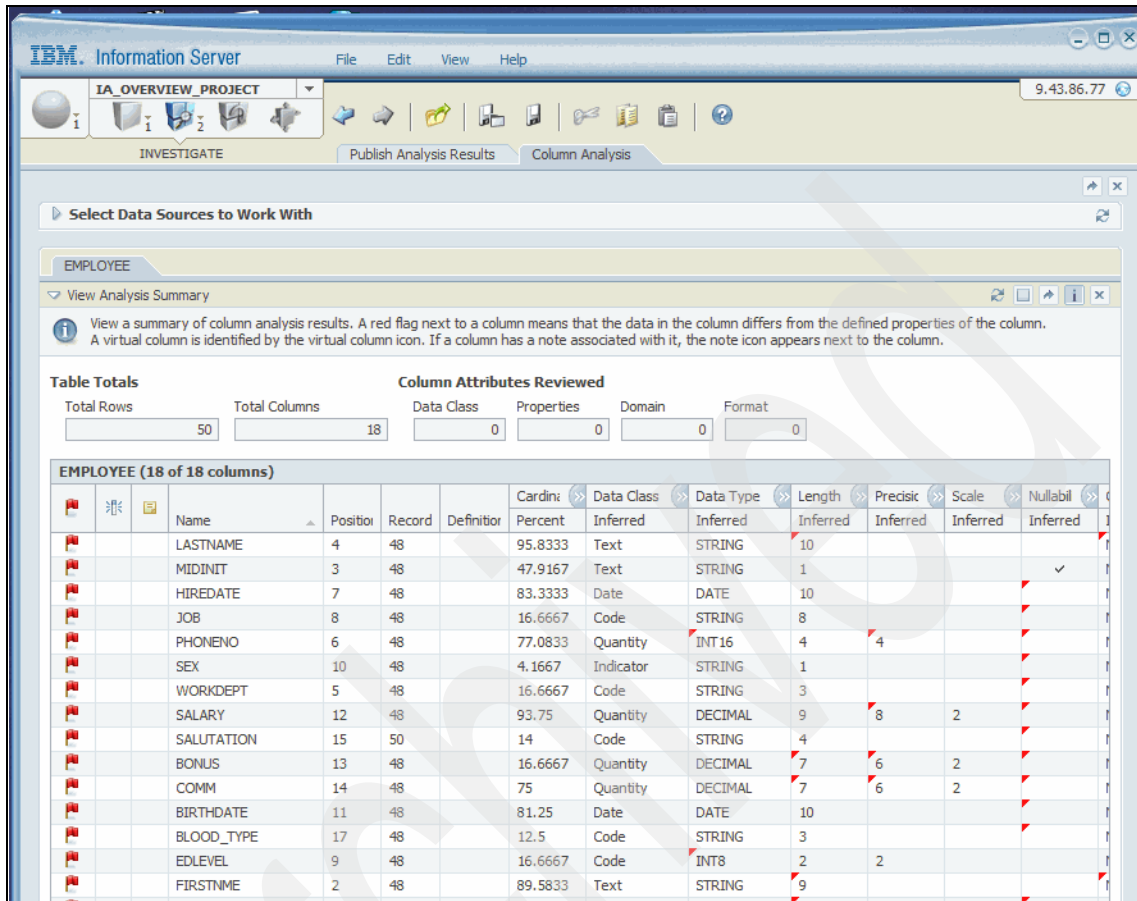 IBM. Information Server File Edit View Help
IA_OVERVIEW_PROJECT 9.43.86.77
1 1 2
INVESTIGATE Publish Analysis Results Column Analysis
Select Data Sources to Work With
EMPLOYEE
View Analysis Summary
View a summary of column analysis results. A red flag next to a column means that the data in the column differs from the defined properties of the column.
A virtual column is identified by the virtual column icon. If a column has a note associated with it, the note icon appears next to the column.
Table Totals Column Attributes Reviewed
Total Rows Total Columns Data Class Properties Domain Format
50 18 0 0 0 0
EMPLOYEE (18 of 18 columns)
Cardina Data Class Data Type Length Precisic Scale Nullabil
Name Position Record Definition Percent Inferred Inferred Inferred Inferred Inferred Inferred
LASTNAME 4 48 95.8333 Text STRING 10
MIDINIT 3 48 47.9167 Text STRING 1
HIREDATE 7 48 83.3333 Date DATE 10
JOB 8 48 16.6667 Code STRING 8
PHONENO 6 48 77.0833 Quantity INT16 4 4
SEX 10 48 4.1667 Indicator STRING 1
WORKDEPT 5 48 16.6667 Code STRING 3
SALARY 12 48 93.75 Quantity DECIMAL 9 8 2
SALUTATION 15 50 14 Code STRING 4
BONUS 13 48 16.6667 Quantity DECIMAL 7 6 2
COMM 14 48 75 Quantity DECIMAL 7 6 2
BIRTHDATE 11 48 81.25 Date DATE 10
BLOOD_TYPE 17 48 12.5 Code STRING 3
EDLEVEL 9 48 16.6667 Code INT8 2 2
FIRSTNME 2 48 89.5833 Text STRING 9